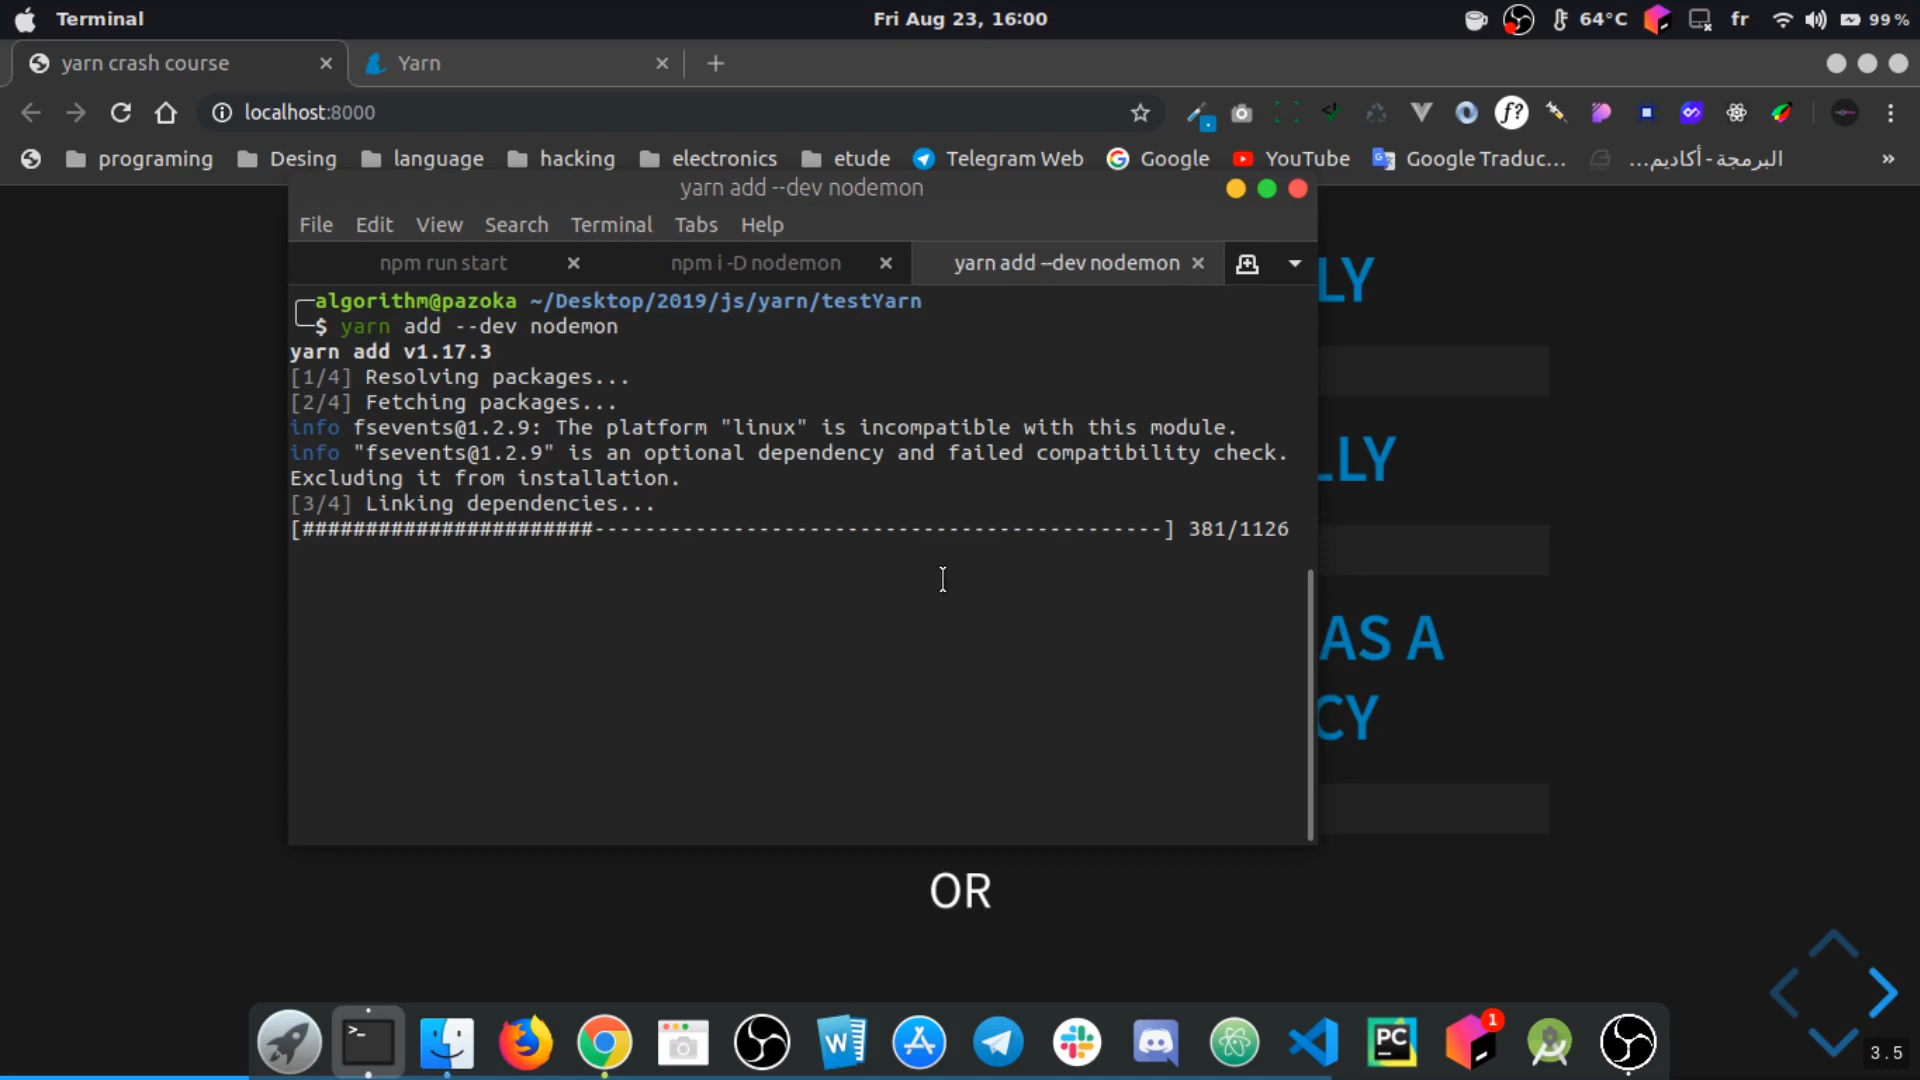 Terminal
Fri Aug 23, 16:00
64°C
fr
99 %
yarn crash course
Yarn
localhost:8000
f?
programing
Desing
language
hacking
electronics
etude
Telegram Web
Google
YouTube
Google Traduc...
البرمجة - أكاديم...
»
yarn add --dev nodemon
File Edit View Search Terminal Tabs Help
npm run start
npm i -D nodemon
yarn add --dev nodemon
algorithm@pazoka ~/Desktop/2019/js/yarn/testYarn
$ yarn add --dev nodemon
yarn add v1.17.3
[1/4] Resolving packages...
[2/4] Fetching packages...
info fsevents@1.2.9: The platform "linux" is incompatible with this module.
info "fsevents@1.2.9" is an optional dependency and failed compatibility check.
Excluding it from installation.
[3/4] Linking dependencies...
[#######################---------------------------------------------] 381/1126
LY
LLY
AS A
CY
OR
>_
W
PC
1
3.5